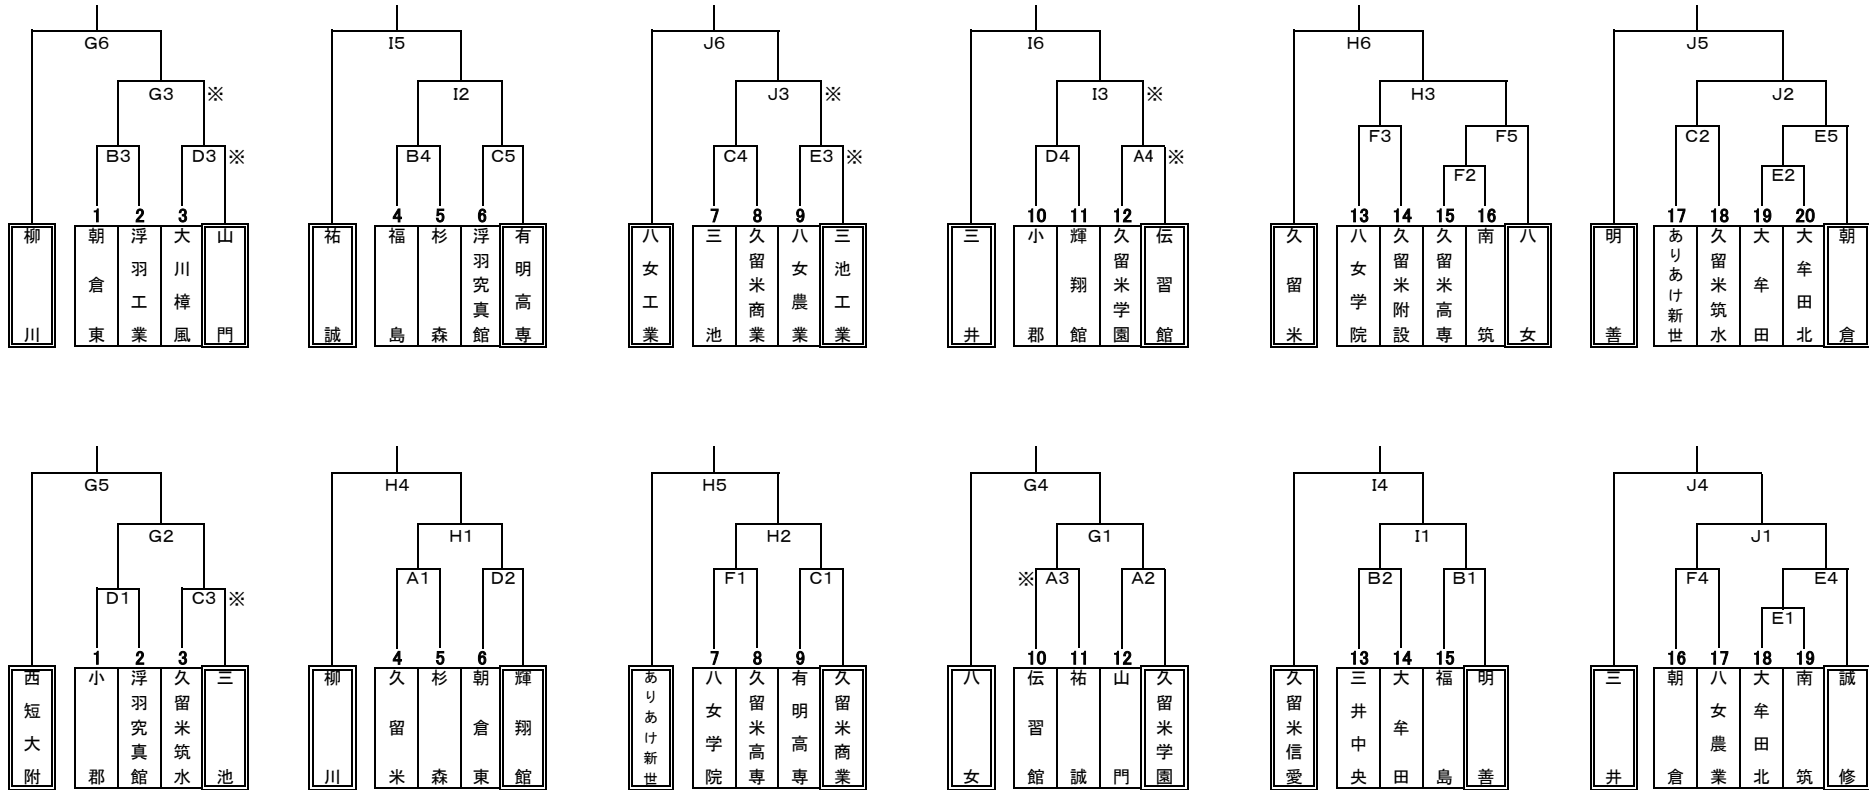 G6 I5 J6 I6 H6 J5
G3 ※ I2 J3 ※ I3 ※ H3 J2
F3 F5 C2 E5
B3 D3 ※ B4 C5 C4 E3 ※ D4 A4 ※
F2 E2
1 2 3 4 5 6 7 8 9 10 11 12 13 14 15 16 17 18 19 20
柳川 朝倉東 浮羽工業 大川樟風 山門
祐誠 福島 杉森 浮羽究真館 有明高専
八女工業 三池 久留米商業 八女農業 三池工業
三井 小郡 輝翔館 久留米学園 伝習館
久留米 八女学院 久留米附設 久留米高専 南筑 八女
明善 ありあけ新世 久留米筑水 大牟田 大牟田北 朝倉
G5 H4 H5 G4 I4 J4
G2 H1 H2 G1 I1 J1
A1 D2 F1 C1 ※ A3 A2 B2 B1 F4 E4
D1 C3 ※
E1
1 2 3 4 5 6 7 8 9 10 11 12 13 14 15 16 17 18 19
西短大附 小郡 浮羽究真館 久留米筑水 三池
柳川 久留米 杉森 朝倉東 輝翔館
ありあけ新世 八女学院 久留米高専 有明高専 久留米商業
八女 伝習館 祐誠 山門 久留米学園
久留米信愛 三井中央 大牟田 福島 明善
三井 朝倉 八女農業 大牟田北 南筑 誠修